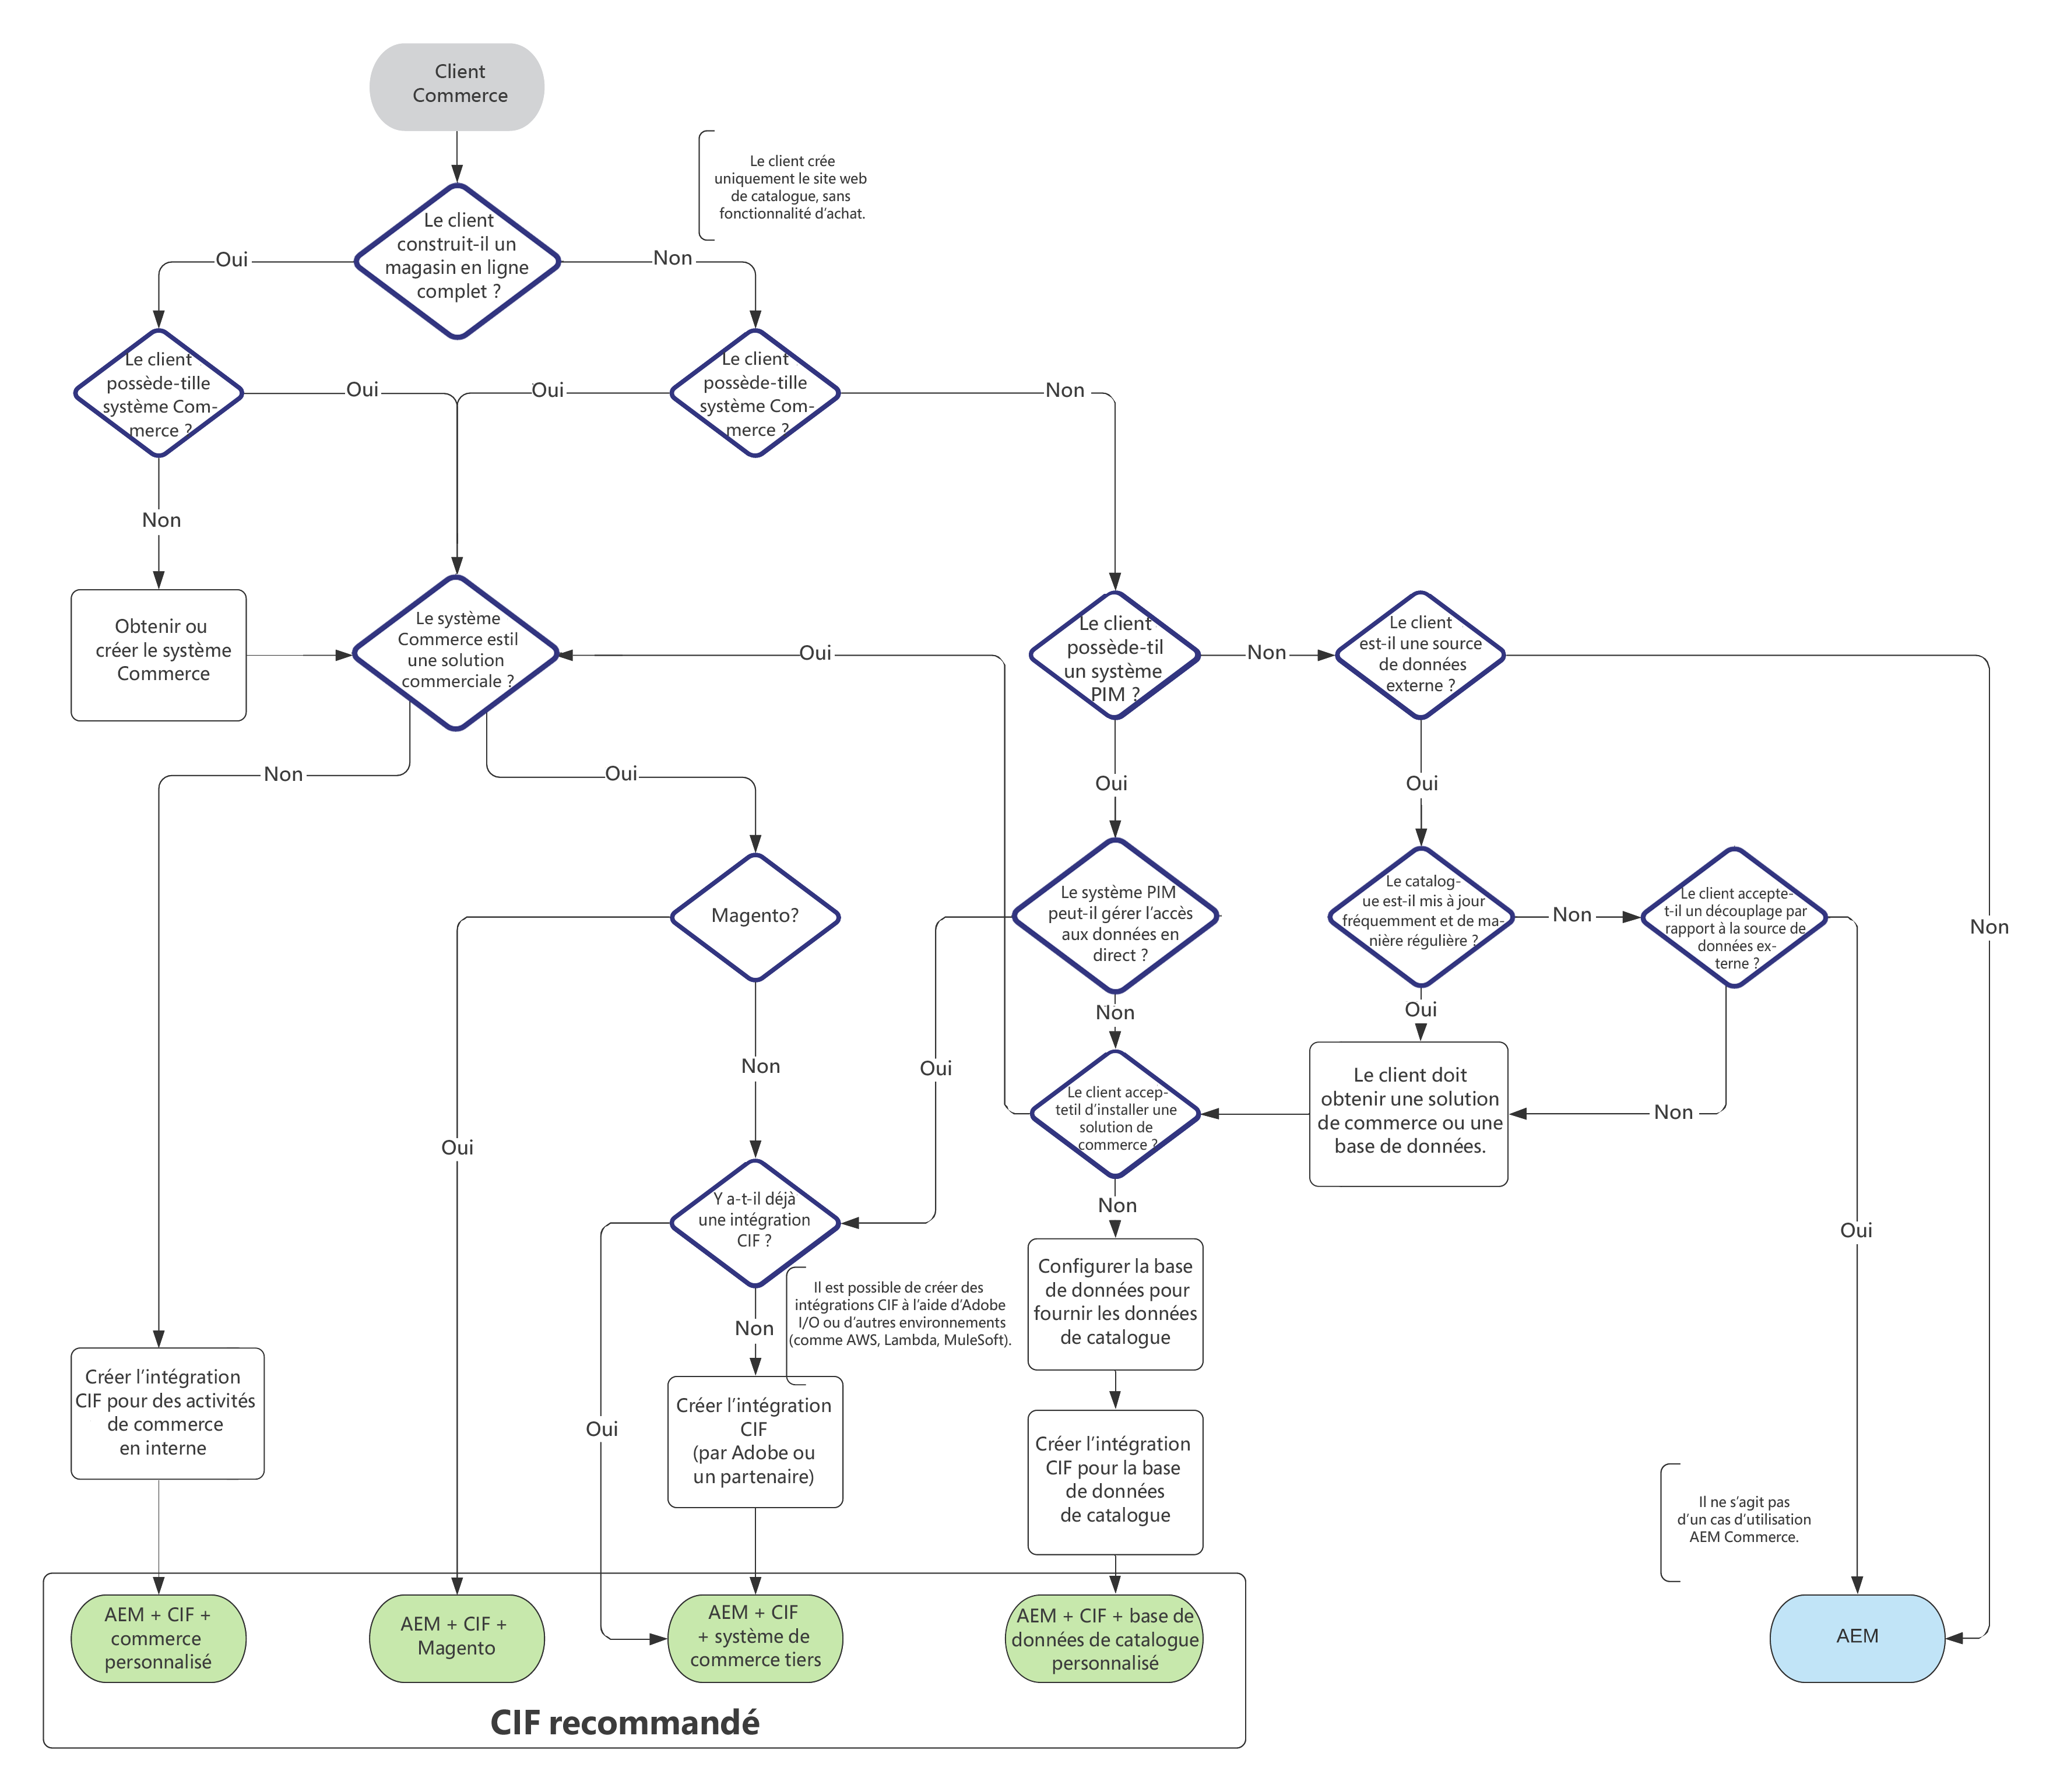 Client
Commerce
Le client crée
uniquement le site web
de catalogue, sans
fonctionnalité d'achat.
Le client
construit-il un
magasin en ligne
complet ?
Oui
Non
Le client
possède-tille
système Com-
merce ?
Oui
Oui
Le client
possède-tille
système Com-
merce ?
Non
Non
Obtenir ou
créer le système
Commerce
Le système
Commerce estil
une solution
commerciale ?
Oui
Le client
possède-til
un système
PIM ?
Non
Le client
est-il une source
de données
externe ?
Non
Oui
Oui
Oui
Magento?
Le système PIM
peut-il gérer l'accès
aux données en
direct ?
Le catalog-
ue est-il mis à jour
fréquemment et de ma-
nière régulière ?
Non
Le client accepte-
t-il un découplage par
rapport à la source de
données ex-
terne ?
Non
Non
Oui
Non
Oui
Oui
Le client accep-
tetil d'installer une
solution de
commerce ?
Le client doit
obtenir une solution
de commerce ou une
base de données.
Non
Y a-t-il déjà
une intégration
CIF ?
Non
Oui
Il est possible de créer des
intégrations CIF à l'aide d'Adobe
I/O ou d'autres environnements
(comme AWS, Lambda, MuleSoft).
Non
Configurer la base
de données pour
fournir les données
de catalogue
Créer l'intégration
CIF pour des activités
de commerce
en interne
Oui
Créer l'intégration
CIF
(par Adobe ou
un partenaire)
Créer l'intégration
CIF pour la base
de données
de catalogue
Il ne s'agit pas
d'un cas d'utilisation
AEM Commerce.
AEM + CIF +
commerce
personnalisé
AEM + CIF +
Magento
AEM + CIF
+ système de
commerce tiers
AEM + CIF + base de
données de catalogue
personnalisé
AEM
CIF recommandé